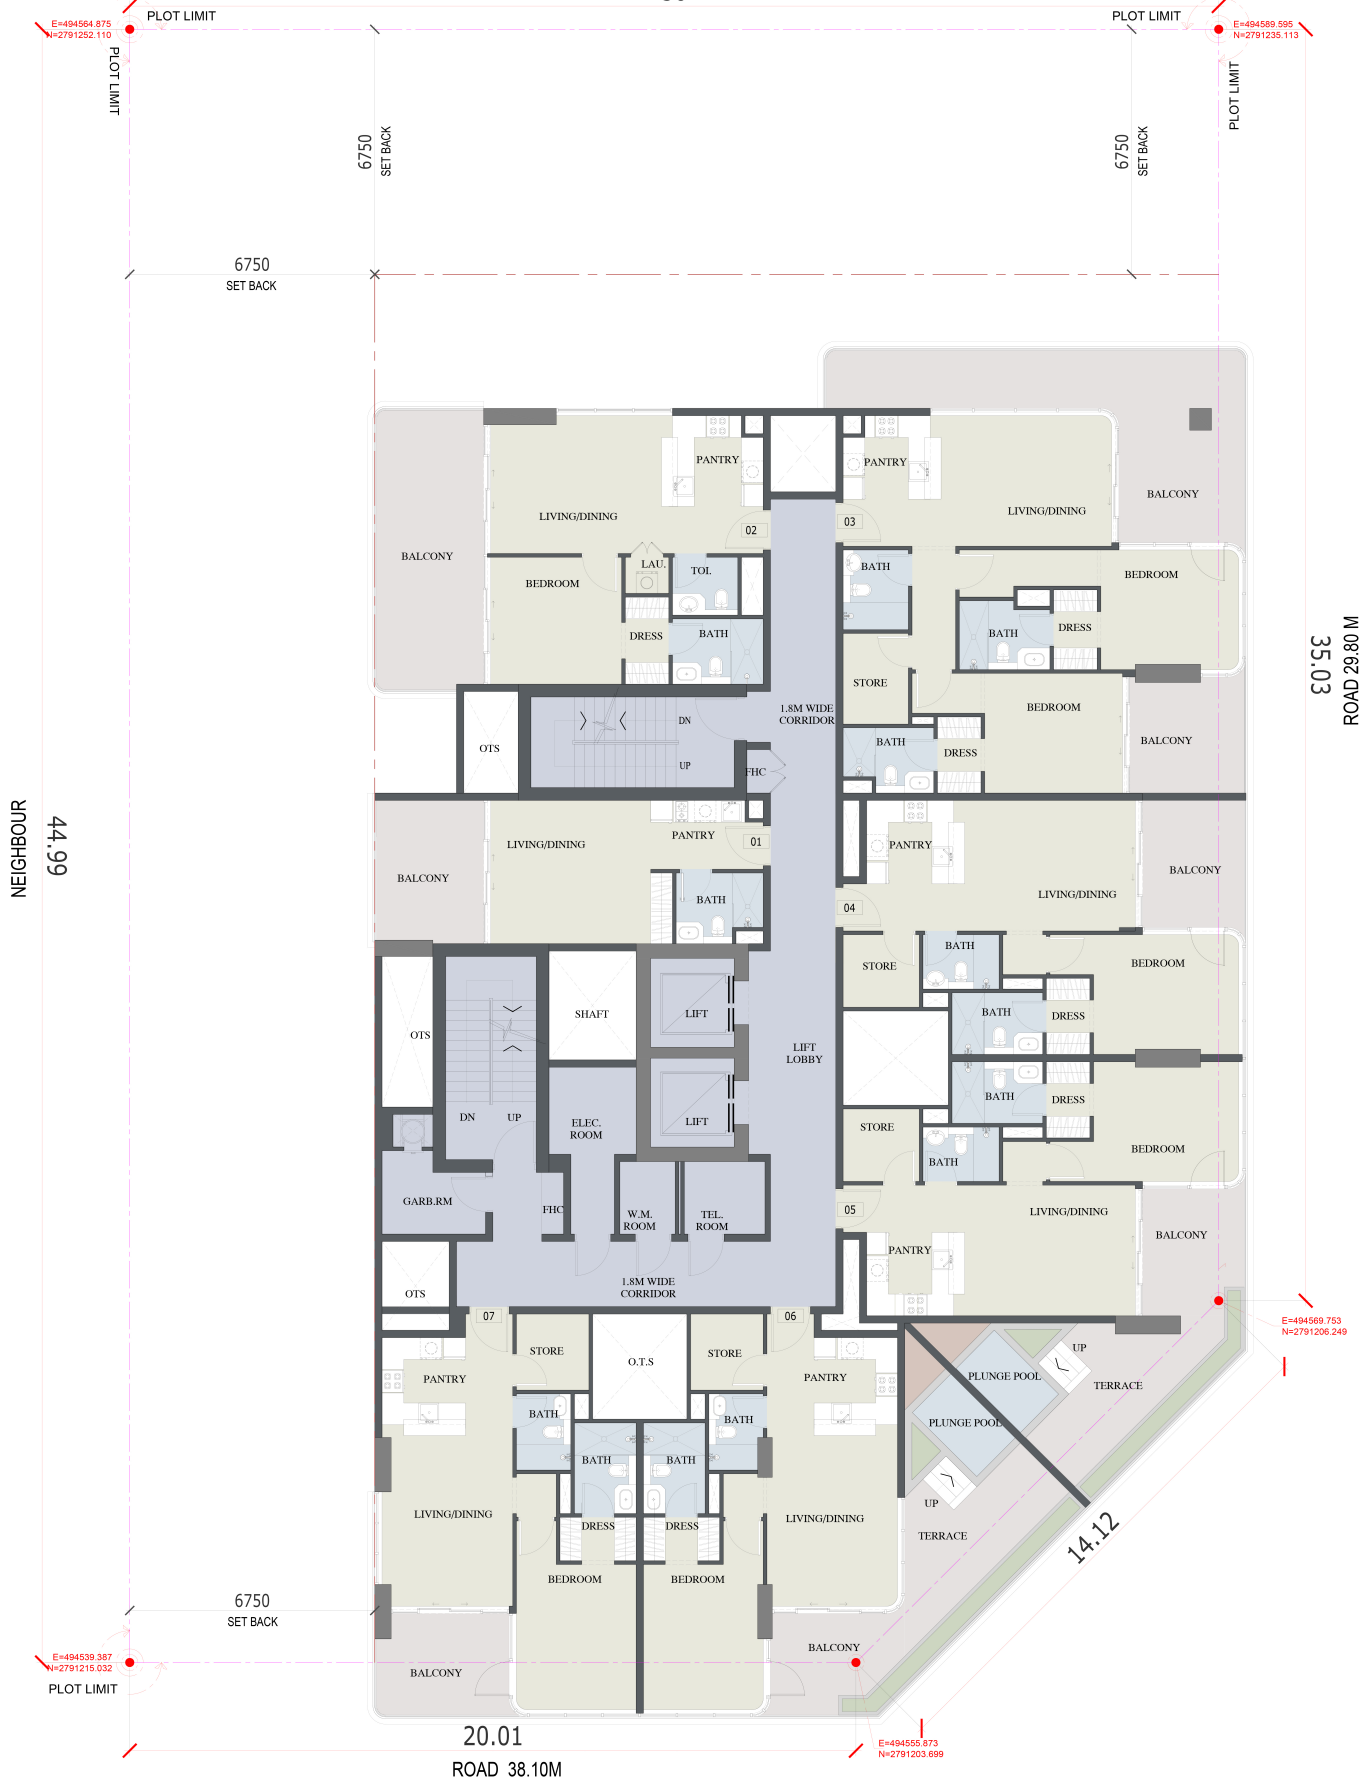 E=494564.875
N=2791252.110
PLOT LIMIT
PLOT LIMIT
E=494589.595
N=2791235.113
PLOT LIMIT
PLOT LIMIT
6750
SET BACK
6750
SET BACK
6750
SET BACK
PANTRY
02
LIVING/DINING
BALCONY
LAU.
TOI.
BEDROOM
DRESS
BATH
PANTRY
03
LIVING/DINING
BALCONY
BATH
BEDROOM
BATH
DRESS
STORE
BEDROOM
BATH
DRESS
BALCONY
35.03
ROAD 29.80 M
1.8M WIDE
CORRIDOR
DN
UP
OTS
FHC
NEIGHBOUR
44.99
LIVING/DINING
PANTRY
01
BALCONY
BATH
PANTRY
BALCONY
LIVING/DINING
04
BATH
STORE
BEDROOM
BATH
DRESS
OTS
SHAFT
LIFT
LIFT
LOBBY
LIFT
DN
UP
ELEC.
ROOM
BATH
DRESS
STORE
BATH
BEDROOM
GARB.RM
FHC
W.M.
ROOM
TEL.
ROOM
05
LIVING/DINING
PANTRY
BALCONY
OTS
1.8M WIDE
CORRIDOR
07
06
E=494569.753
N=2791206.249
STORE
O.T.S
STORE
PANTRY
PANTRY
UP
PLUNGE POOL
TERRACE
PLUNGE POOL
BATH
BATH
BATH
BATH
LIVING/DINING
DRESS
DRESS
LIVING/DINING
UP
TERRACE
14.12
BEDROOM
BEDROOM
6750
SET BACK
BALCONY
BALCONY
E=494539.387
N=2791215.032
PLOT LIMIT
20.01
ROAD 38.10M
E=494555.873
N=2791203.699